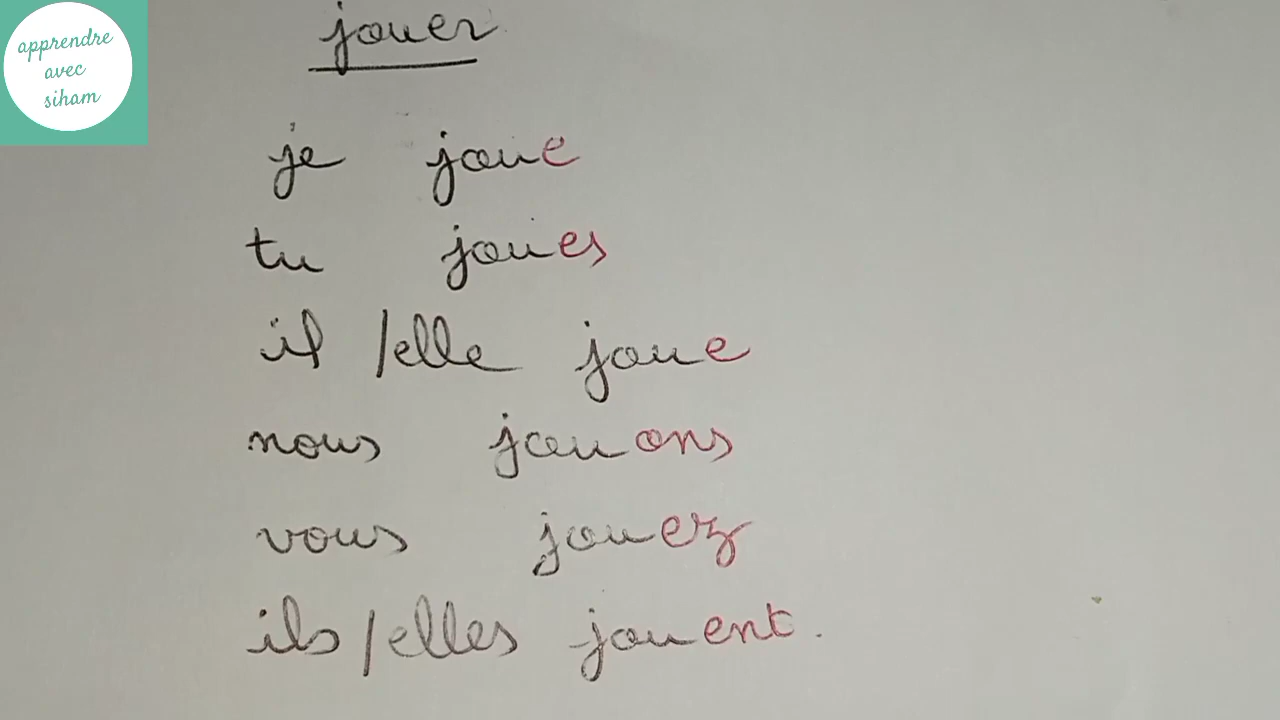 apprendre
avec
siham
jouer
je joue
tu joues
il /elle joue
nous jouons
vous jouez
ils/elles jouent.